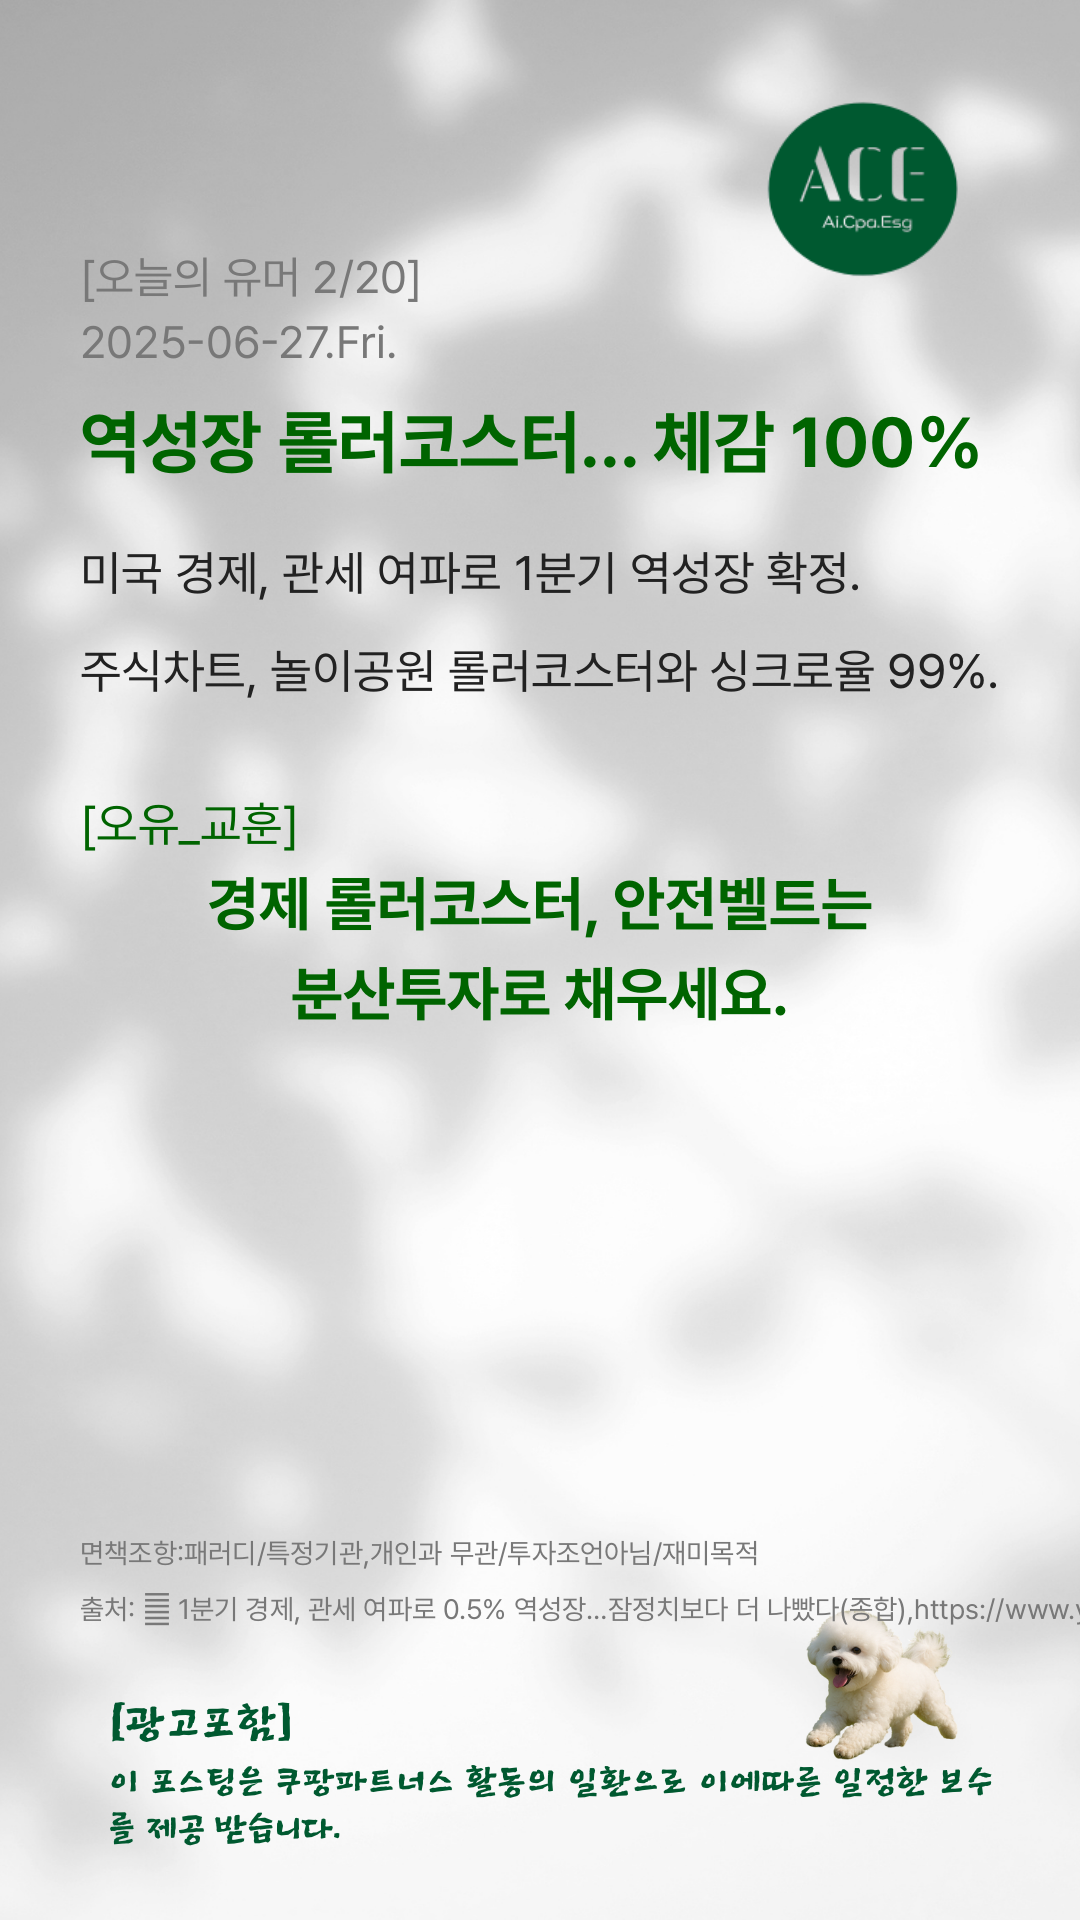 ACE
Ai.Cpa.Esg
[오늘의 유머 2/20]
2025-06-27.Fri.
역성장 롤러코스터... 체감 100%
미국 경제, 관세 여파로 1분기 역성장 확정.
주식차트, 놀이공원 롤러코스터와 싱크로율 99%.
[오유_교훈]
경제 롤러코스터, 안전벨트는
분산투자로 채우세요.
면책조항:패러디/특정기관,개인과 무관/투자조언아님/재미목적
출처: 1분기 경제, 관세 여파로 0.5% 역성장...잠정치보다 더 나빴다(종합),https://www.y
[광고포함]
이 포스팅은 쿠팡파트너스 활동의 일환으로 이에따른 일정한 보수
를 제공 받습니다.